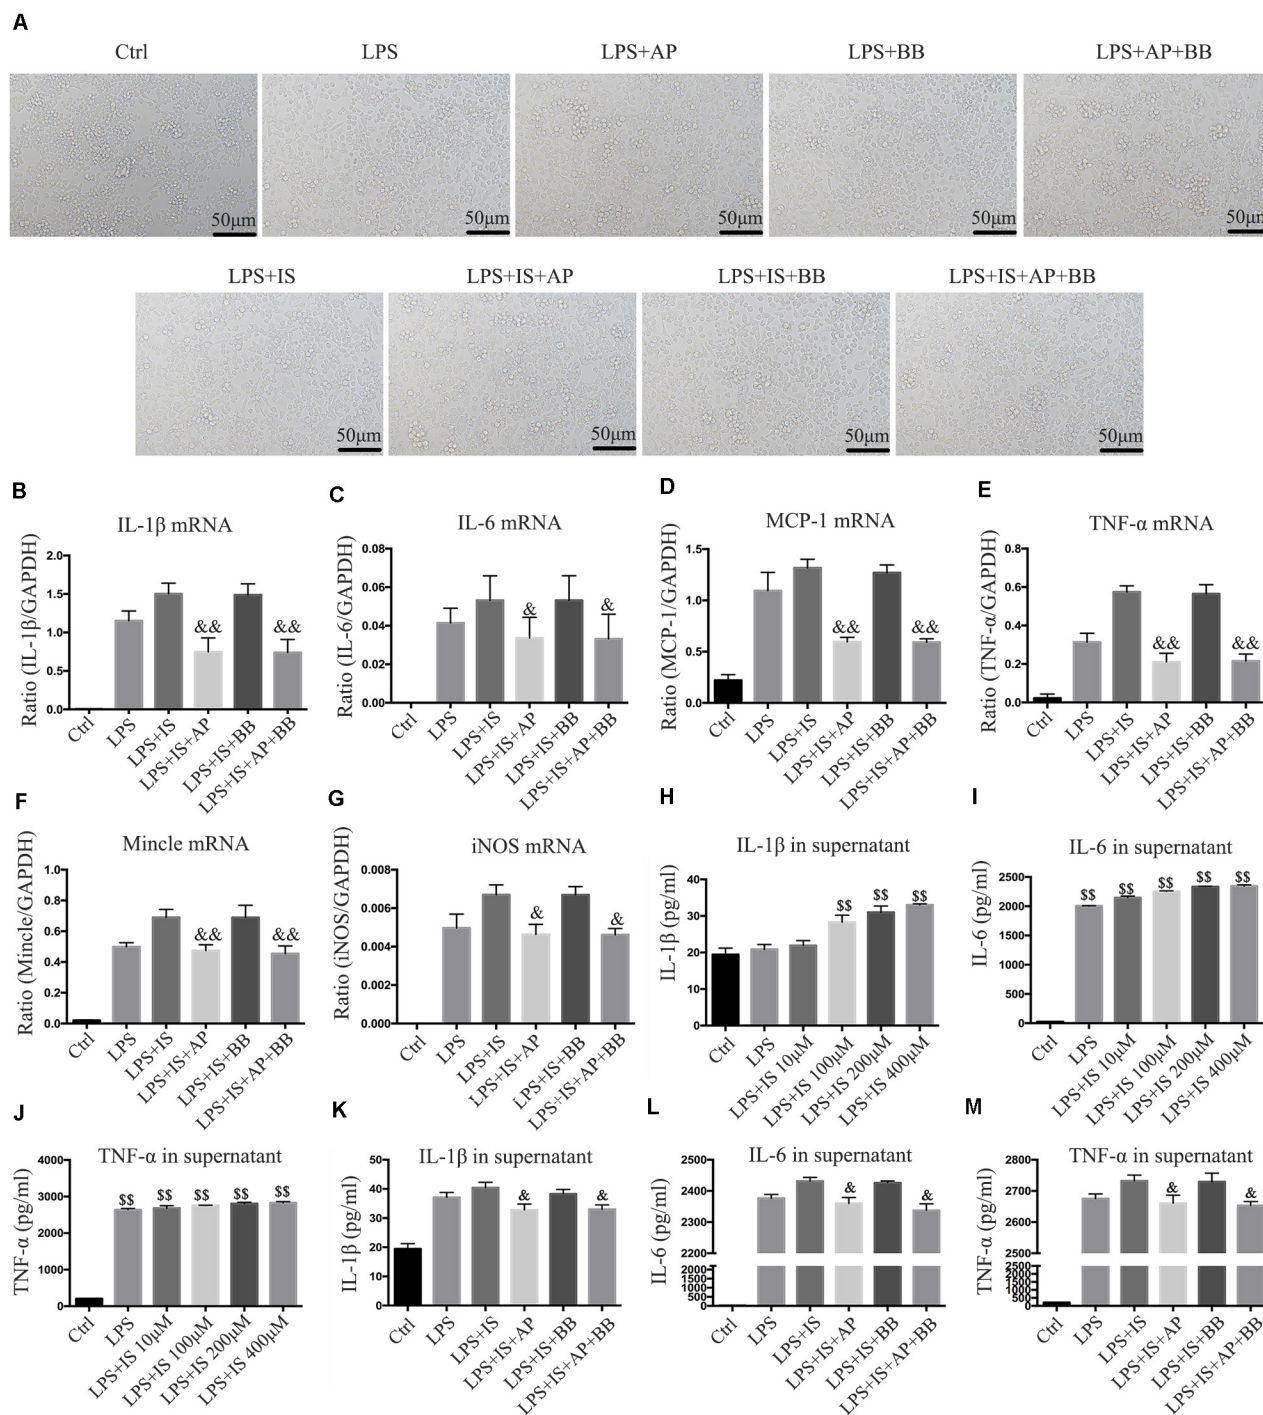 A
Ctrl LPS LPS+AP LPS+BB LPS+AP+BB
50μm 50μm 50μm 50μm 50μm
LPS+IS LPS+IS+AP LPS+IS+BB LPS+IS+AP+BB
50μm 50μm 50μm 50μm
B
IL-1β mRNA
Ratio (IL-1β/GAPDH)
2.0
1.5
1.0
0.5
0.0
&& &&
Ctrl LPS LPS+IS LPS+IS+AP LPS+IS+BB LPS+IS+AP+BB
C
IL-6 mRNA
Ratio (IL-6/GAPDH)
0.08
0.06
0.04
0.02
0.00
& &
Ctrl LPS LPS+IS LPS+IS+AP LPS+IS+BB LPS+IS+AP+BB
D
MCP-1 mRNA
Ratio (MCP-1/GAPDH)
1.5
1.0
0.5
0.0
&& &&
Ctrl LPS LPS+IS LPS+IS+AP LPS+IS+BB LPS+IS+AP+BB
E
TNF-α mRNA
Ratio (TNF-α/GAPDH)
0.8
0.6
0.4
0.2
0.0
&& &&
Ctrl LPS LPS+IS LPS+IS+AP LPS+IS+BB LPS+IS+AP+BB
F
Mincle mRNA
Ratio (Mincle/GAPDH)
1.0
0.8
0.6
0.4
0.2
0.0
&& &&
Ctrl LPS LPS+IS LPS+IS+AP LPS+IS+BB LPS+IS+AP+BB
G
iNOS mRNA
Ratio (iNOS/GAPDH)
0.008
0.006
0.004
0.002
0.000
& &
Ctrl LPS LPS+IS LPS+IS+AP LPS+IS+BB LPS+IS+AP+BB
H
IL-1β in supernatant
IL-1β (pg/ml)
40
30
20
10
0
$$ $$ $$
Ctrl LPS LPS+IS 10μM LPS+IS 100μM LPS+IS 200μM LPS+IS 400μM
I
IL-6 in supernatant
IL-6 (pg/ml)
2500
2000
1500
1000
500
0
$$ $$ $$ $$ $$
Ctrl LPS LPS+IS 10μM LPS+IS 100μM LPS+IS 200μM LPS+IS 400μM
J
TNF-α in supernatant
TNF-α (pg/ml)
4000
3000
2000
1000
0
$$ $$ $$ $$ $$
Ctrl LPS LPS+IS 10μM LPS+IS 100μM LPS+IS 200μM LPS+IS 400μM
K
IL-1β in supernatant
IL-1β (pg/ml)
50
40
30
20
10
0
& &
Ctrl LPS LPS+IS LPS+IS+AP LPS+IS+BB LPS+IS+AP+BB
L
IL-6 in supernatant
IL-6 (pg/ml)
2500
2400
2300
2200
2000
1500
1000
500
0
& &
Ctrl LPS LPS+IS LPS+IS+AP LPS+IS+BB LPS+IS+AP+BB
M
TNF-α in supernatant
TNF-α (pg/ml)
2800
2700
2600
2500
2500
2000
1500
1000
500
0
& &
Ctrl LPS LPS+IS LPS+IS+AP LPS+IS+BB LPS+IS+AP+BB